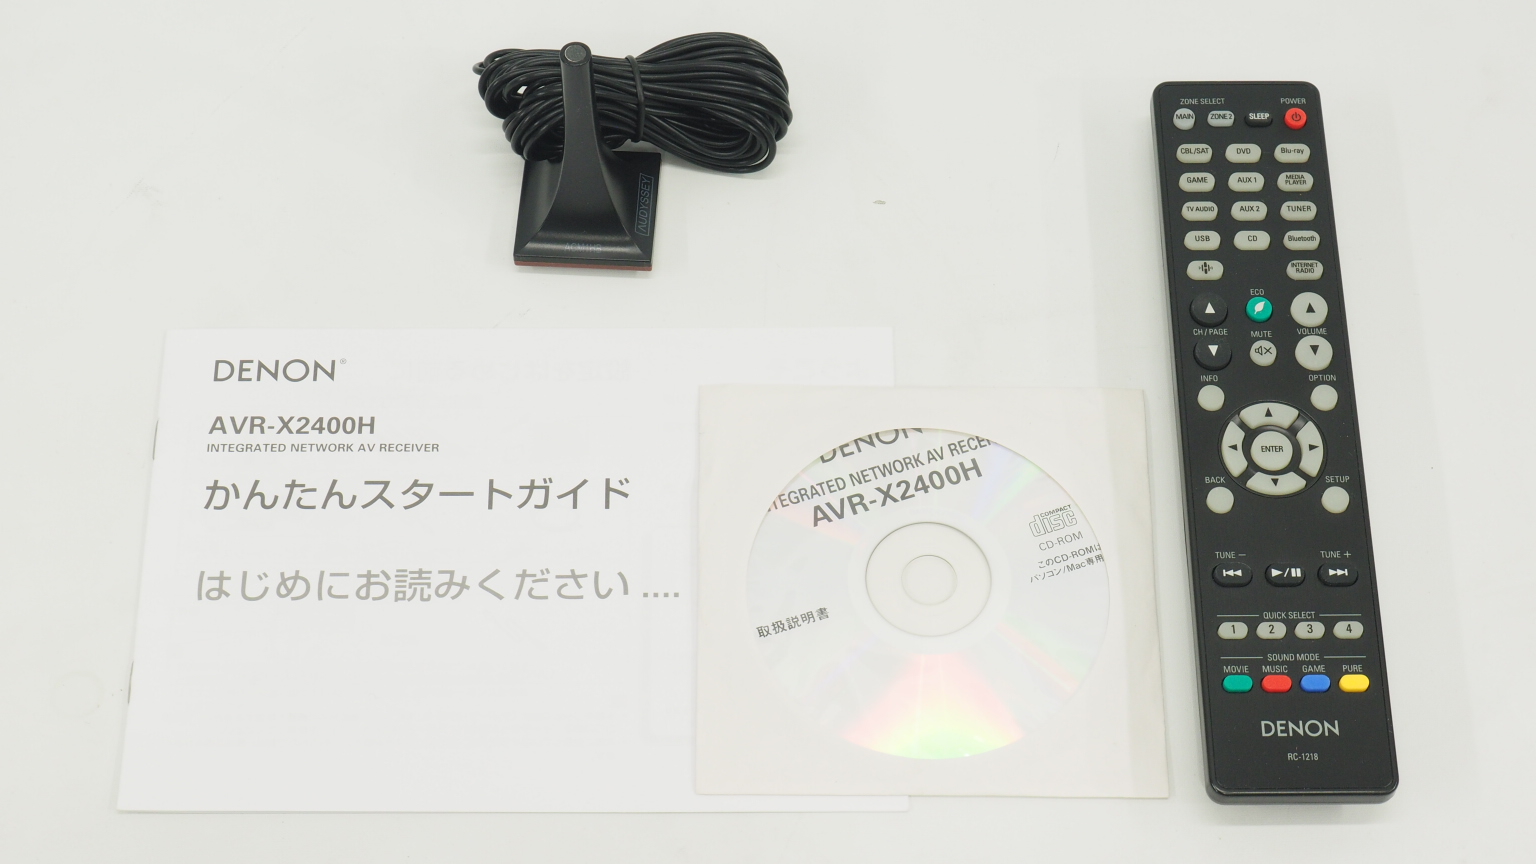 AUDYSSEY
ACM1HB
DENON®
AVR-X2400H
INTEGRATED NETWORK AV RECEIVER
かんたんスタートガイド
はじめにお読みください ....
DENON
INTEGRATED NETWORK AV RECEI
AVR-X2400H
COMPACT
disc
CD-ROM
このCD-ROMは
パソコン/Mac専用
取扱説明書
ZONE SELECT POWER
MAIN ZONE 2 SLEEP
CBL/SAT DVD Blu-ray
GAME AUX 1 MEDIA PLAYER
TV AUDIO AUX 2 TUNER
USB CD Bluetooth
INTERNET RADIO
ECO
CH / PAGE MUTE VOLUME
INFO OPTION
ENTER
BACK SETUP
TUNE − TUNE +
QUICK SELECT
1 2 3 4
SOUND MODE
MOVIE MUSIC GAME PURE
DENON
RC-1218